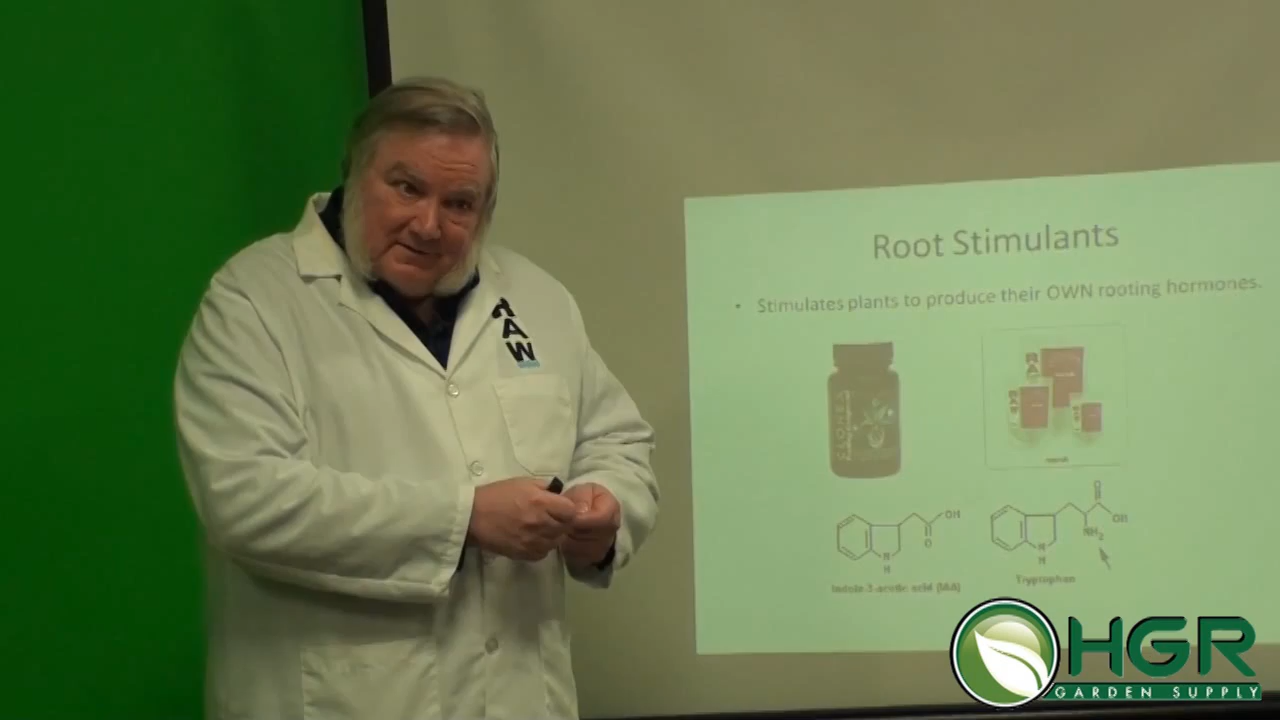 RAW
Root Stimulants
• Stimulates plants to produce their OWN rooting hormones.
CLONEX
OH
O
N
H
Indole-3-acetic acid (IAA)
O
OH
NH2
N
H
Tryptophan
HGR
GARDEN SUPPLY